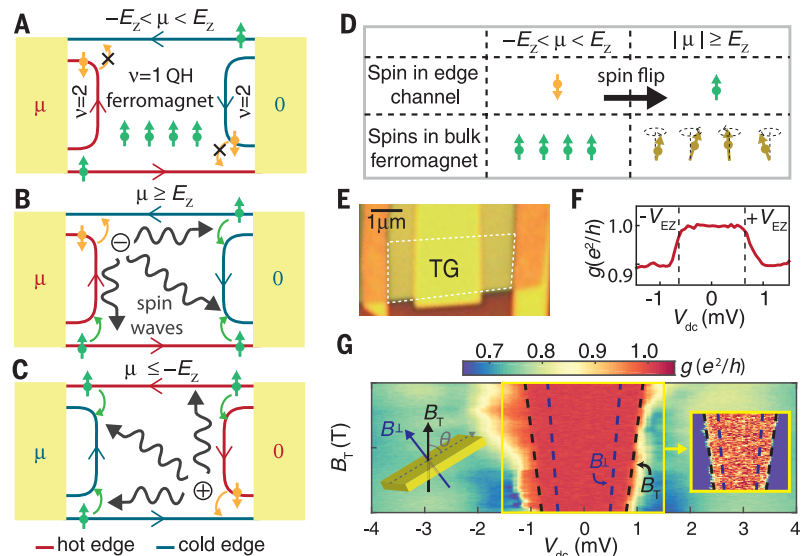 A
−E_Z < μ < E_Z
ν=2
ν=1 QH
ferromagnet
ν=2
μ
0
B
μ ≥ E_Z
μ
0
−
spin
waves
C
μ ≤ −E_Z
μ
0
+
hot edge
cold edge
D
−E_Z < μ < E_Z
|μ| ≥ E_Z
Spin in edge
channel
spin flip
Spins in bulk
ferromagnet
E
1μm
TG
F
−V_EZ
+V_EZ
g(e²/h)
1.0
0.9
−1
0
1
V_dc (mV)
G
0.7
0.8
0.9
1.0
g (e²/h)
B_T (T)
B⊥
B_T
θ
B⊥
B_T
-4
-3
-2
-1
0
1
2
3
4
V_dc (mV)